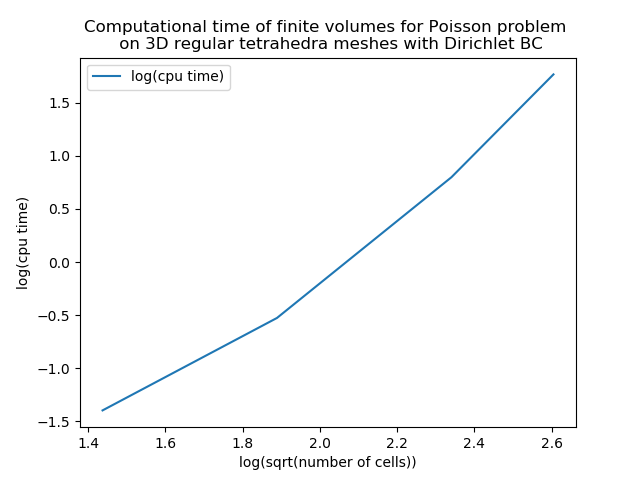 Computational time of finite volumes for Poisson problem
on 3D regular tetrahedra meshes with Dirichlet BC
log(cpu time)
1.5
1.0
0.5
0.0
−0.5
−1.0
−1.5
log(cpu time)
1.4 1.6 1.8 2.0 2.2 2.4 2.6
log(sqrt(number of cells))